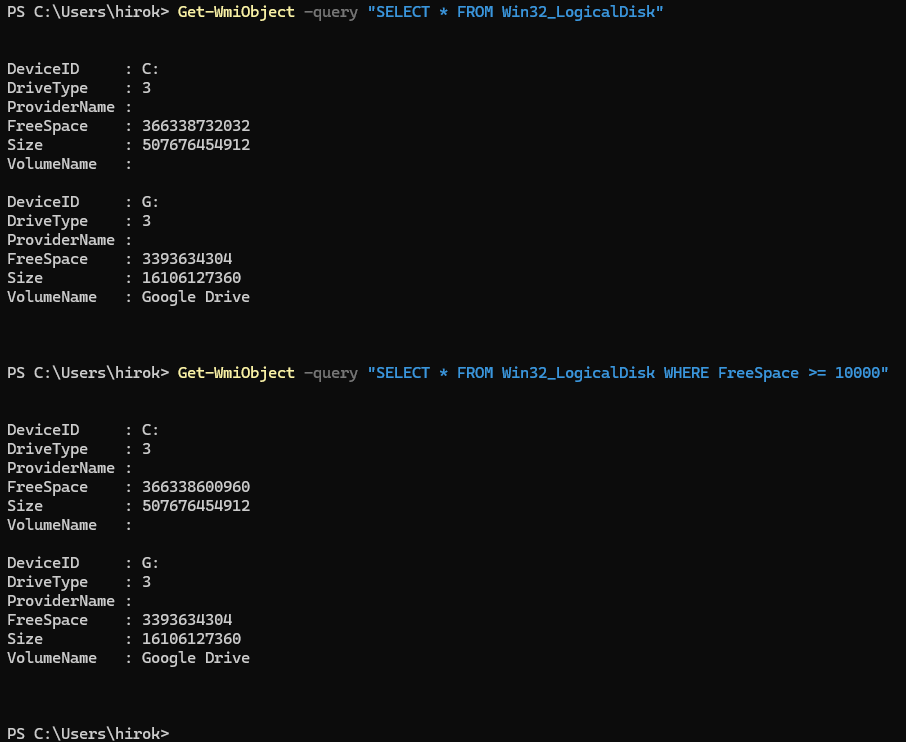 PS C:\Users\hirok> Get-WmiObject -query "SELECT * FROM Win32_LogicalDisk"
DeviceID     : C:
DriveType    : 3
ProviderName :
FreeSpace    : 366338732032
Size         : 507676454912
VolumeName   :
DeviceID     : G:
DriveType    : 3
ProviderName :
FreeSpace    : 3393634304
Size         : 16106127360
VolumeName   : Google Drive
PS C:\Users\hirok> Get-WmiObject -query "SELECT * FROM Win32_LogicalDisk WHERE FreeSpace >= 10000"
DeviceID     : C:
DriveType    : 3
ProviderName :
FreeSpace    : 366338600960
Size         : 507676454912
VolumeName   :
DeviceID     : G:
DriveType    : 3
ProviderName :
FreeSpace    : 3393634304
Size         : 16106127360
VolumeName   : Google Drive
PS C:\Users\hirok>